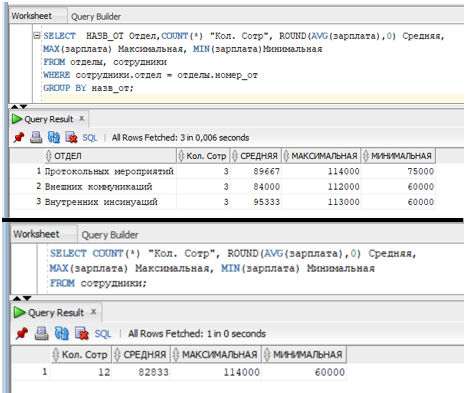 Worksheet Query Builder
SELECT НАЗВ_ОТ Отдел,COUNT(*) "Кол. Сотр", ROUND(AVG(зарплата),0) Средняя,
MAX(зарплата) Максимальная, MIN(зарплата)Минимальная
FROM отделы, сотрудники
WHERE сотрудники.отдел = отделы.номер_от
GROUP BY назв_от;
Query Result x
SQL | All Rows Fetched: 3 in 0,006 seconds
ОТДЕЛ Кол. Сотр СРЕДНЯЯ МАКСИМАЛЬНАЯ МИНИМАЛЬНАЯ
1 Протокольных мероприятий 3 89667 114000 75000
2 Внешних коммуникаций 3 84000 112000 60000
3 Внутренних инсинуаций 3 95333 113000 60000
Worksheet Query Builder
SELECT COUNT(*) "Кол. Сотр", ROUND(AVG(зарплата),0) Средняя,
MAX(зарплата) Максимальная, MIN(зарплата) Минимальная
FROM сотрудники;
Query Result x
SQL | All Rows Fetched: 1 in 0 seconds
Кол. Сотр СРЕДНЯЯ МАКСИМАЛЬНАЯ МИНИМАЛЬНАЯ
1 12 82833 114000 60000